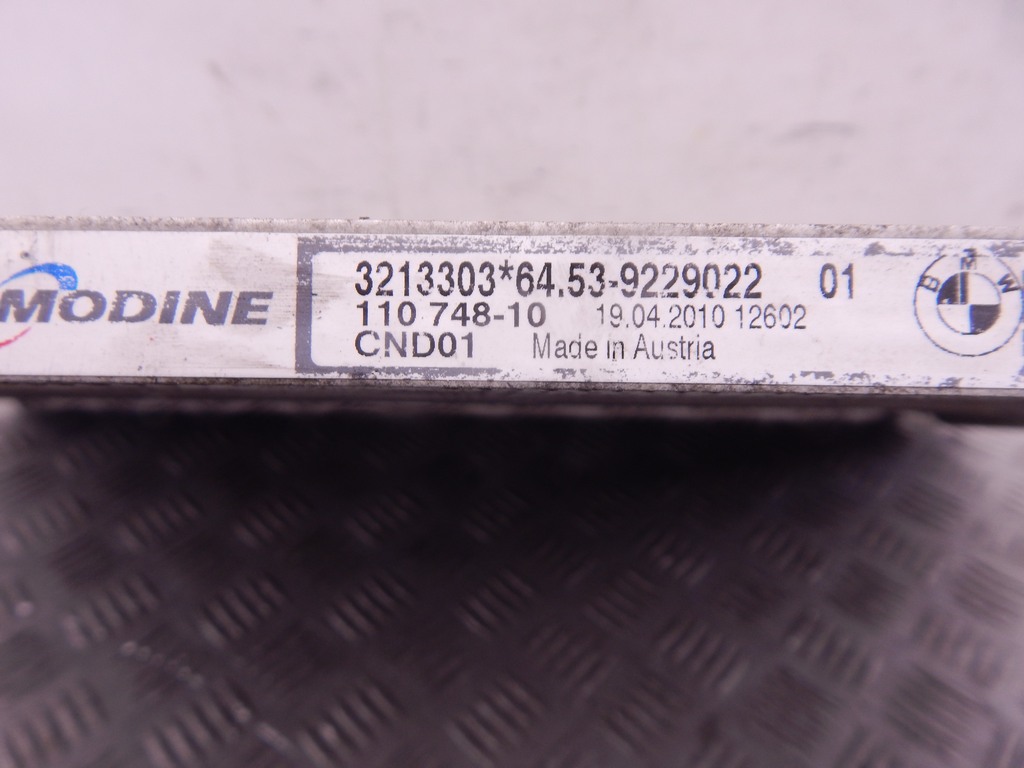 MODINE
3213303*64.53-9229022 01
110 748-10 19.04.2010 12602
CND01 Made in Austria
BMW